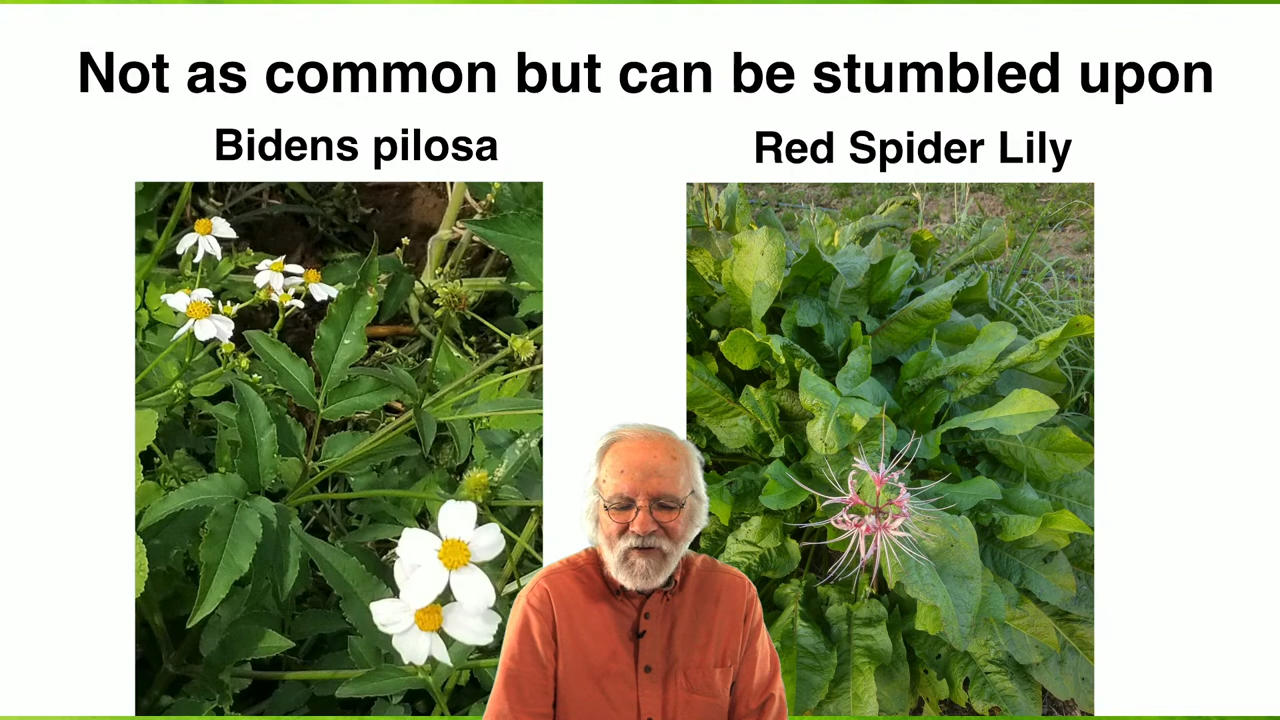 Not as common but can be stumbled upon
Bidens pilosa
Red Spider Lily